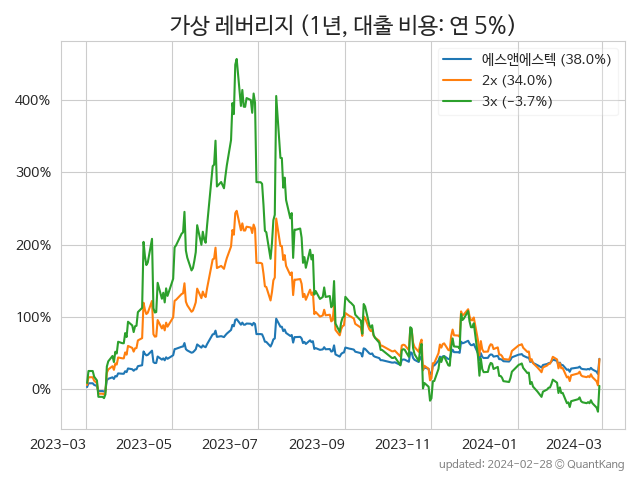 가상 레버리지 (1년, 대출 비용: 연 5%)
에스앤에스텍 (38.0%)
2x (34.0%)
3x (−3.7%)
400%
300%
200%
100%
0%
2023-03
2023-05
2023-07
2023-09
2023-11
2024-01
2024-03
updated: 2024-02-28 © QuantKang